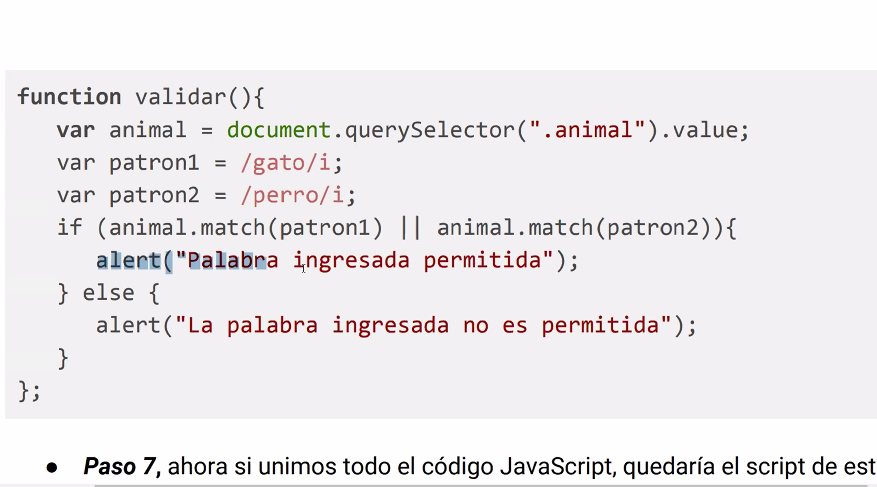 function validar(){
var animal = document.querySelector(".animal").value;
var patron1 = /gato/i;
var patron2 = /perro/i;
if (animal.match(patron1) || animal.match(patron2)){
alert("Palabra ingresada permitida");
} else {
alert("La palabra ingresada no es permitida");
}
};
● Paso 7, ahora si unimos todo el código JavaScript, quedaría el script de est